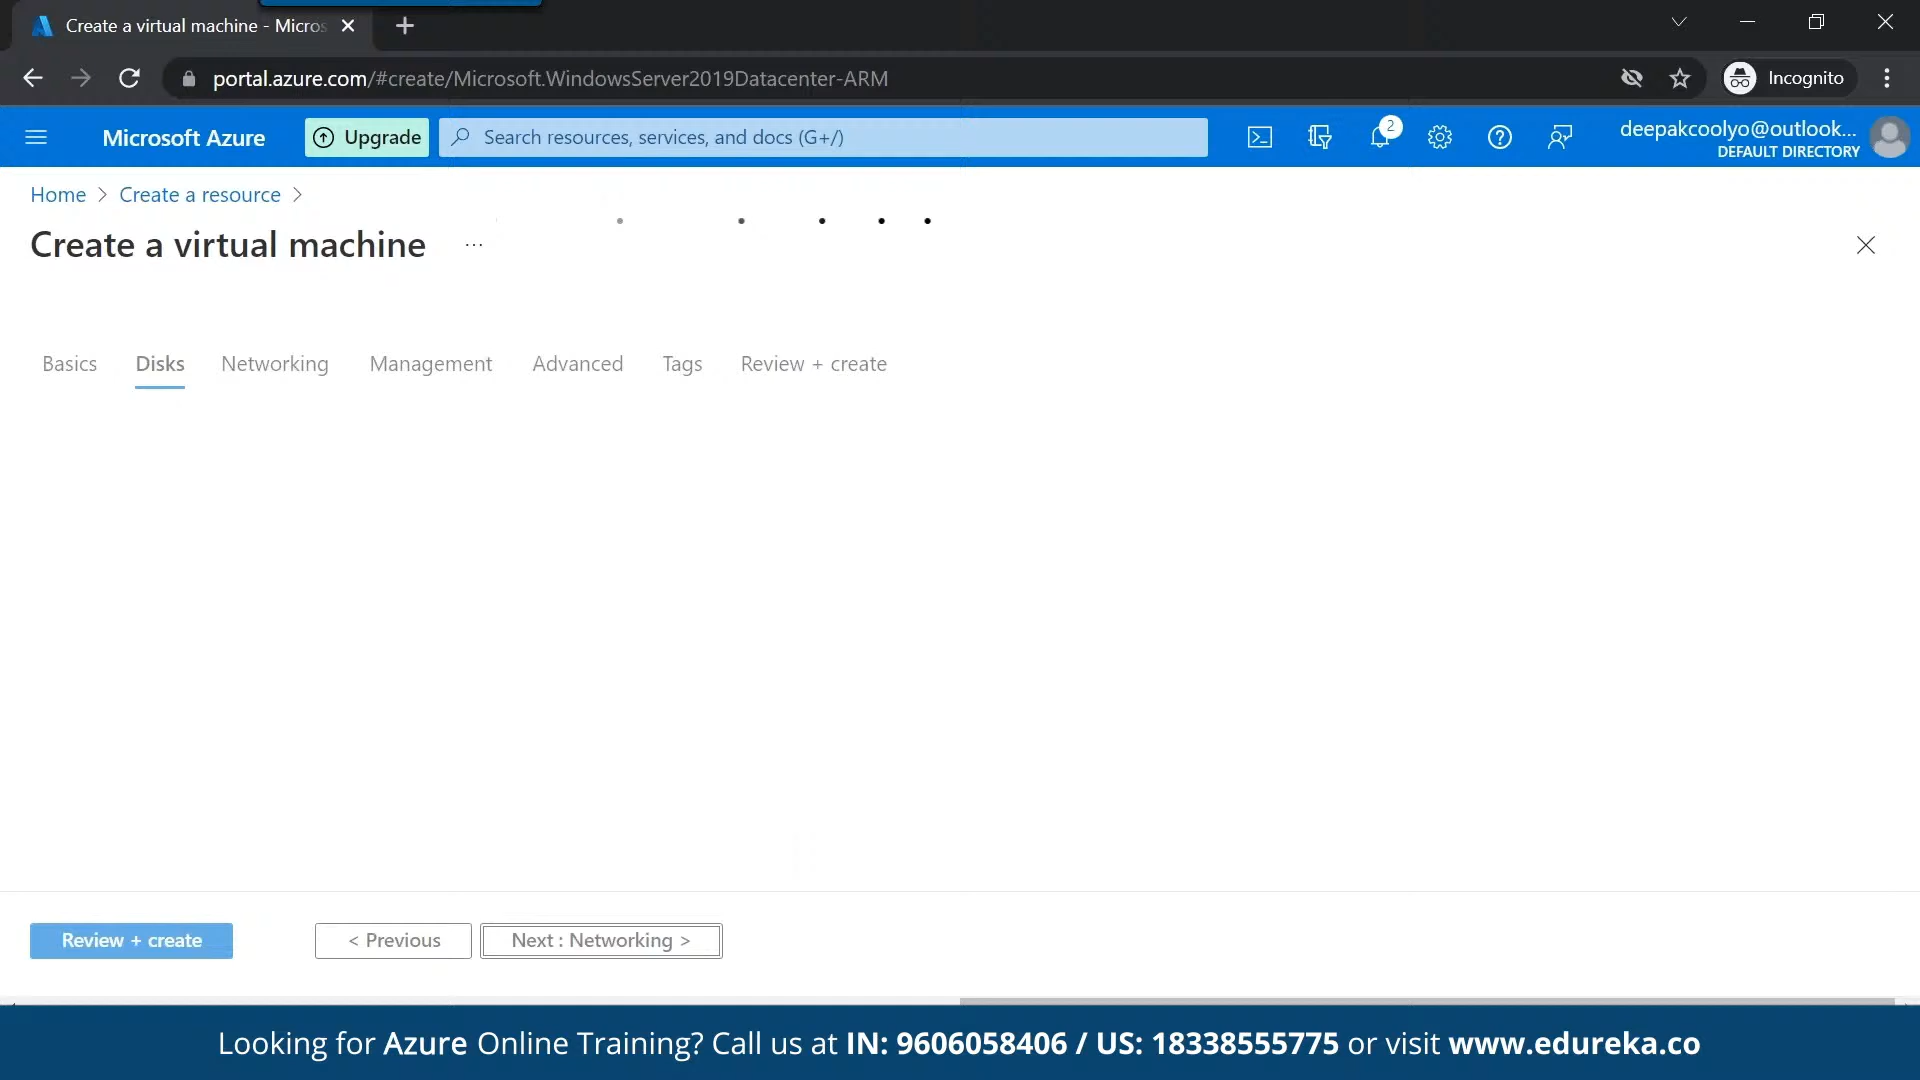 Create a virtual machine - Micros
portal.azure.com/#create/Microsoft.WindowsServer2019Datacenter-ARM
Incognito
Microsoft Azure
Upgrade
Search resources, services, and docs (G+/)
2
deepakcoolyo@outlook...
DEFAULT DIRECTORY
Home > Create a resource >
Create a virtual machine ...
Basics Disks Networking Management Advanced Tags Review + create
Review + create < Previous Next : Networking >
Looking for Azure Online Training? Call us at IN: 9606058406 / US: 18338555775 or visit www.edureka.co